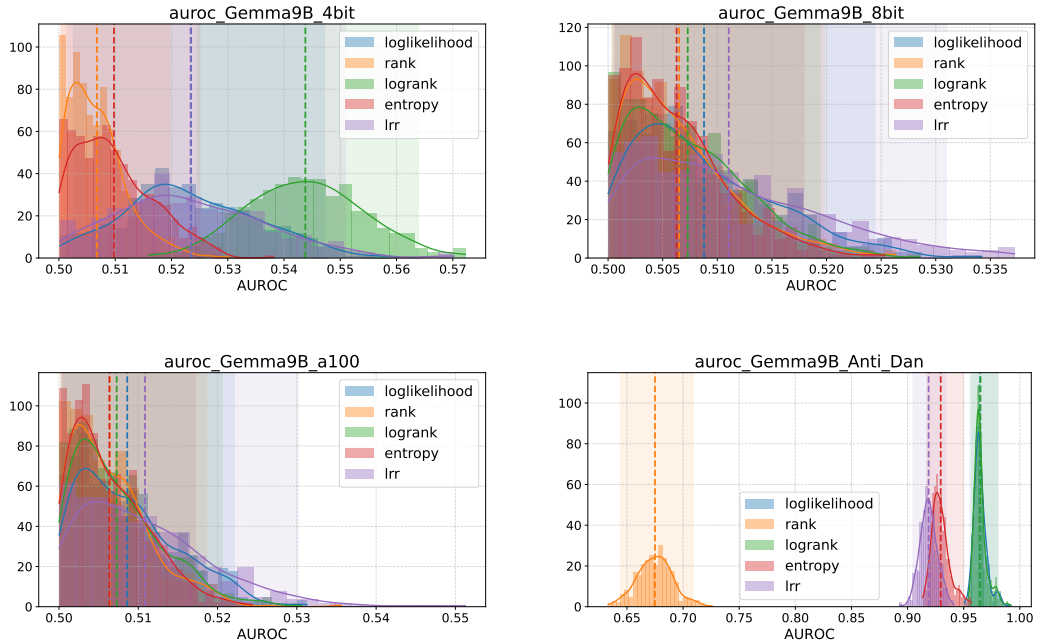 auroc_Gemma9B_4bit
100
80
60
40
20
0
0.50 0.51 0.52 0.53 0.54 0.55 0.56 0.57
AUROC
loglikelihood
rank
logrank
entropy
lrr
auroc_Gemma9B_8bit
120
100
80
60
40
20
0
0.500 0.505 0.510 0.515 0.520 0.525 0.530 0.535
AUROC
loglikelihood
rank
logrank
entropy
lrr
auroc_Gemma9B_a100
100
80
60
40
20
0
0.50 0.51 0.52 0.53 0.54 0.55
AUROC
loglikelihood
rank
logrank
entropy
lrr
auroc_Gemma9B_Anti_Dan
100
80
60
40
20
0
0.65 0.70 0.75 0.80 0.85 0.90 0.95 1.00
AUROC
loglikelihood
rank
logrank
entropy
lrr